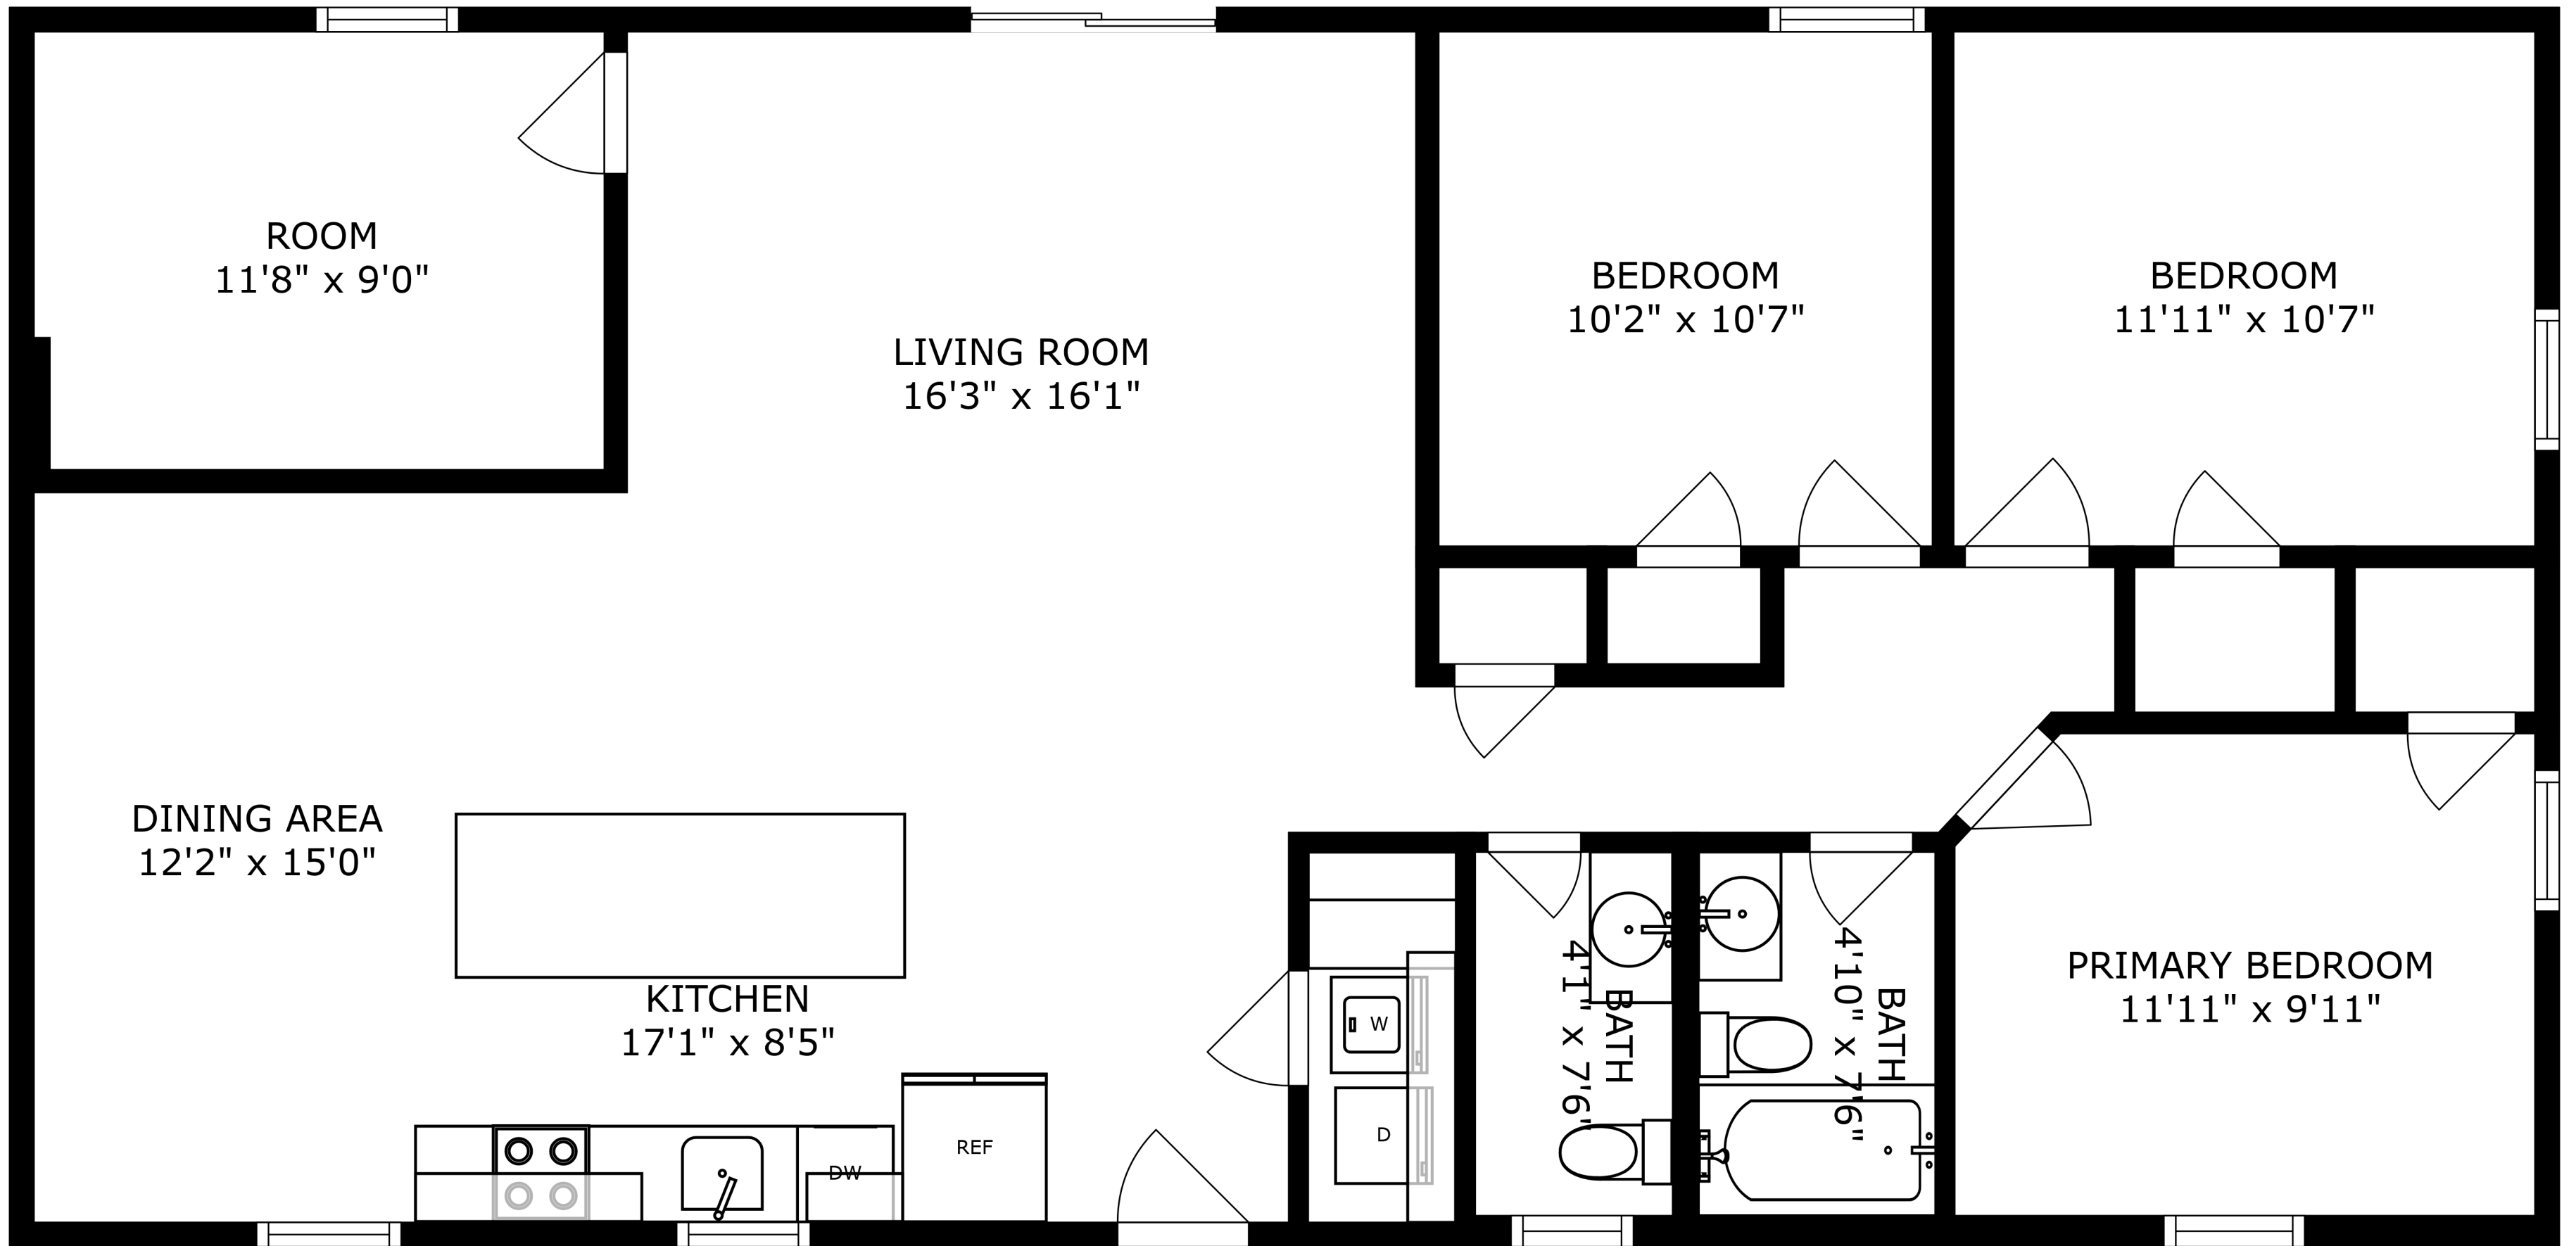 ROOM
11'8" x 9'0"
LIVING ROOM
16'3" x 16'1"
BEDROOM
10'2" x 10'7"
BEDROOM
11'11" x 10'7"
DINING AREA
12'2" x 15'0"
KITCHEN
17'1" x 8'5"
DW
REF
W
D
BATH
4'1" x 7'6"
BATH
4'10" x 7'6"
PRIMARY BEDROOM
11'11" x 9'11"